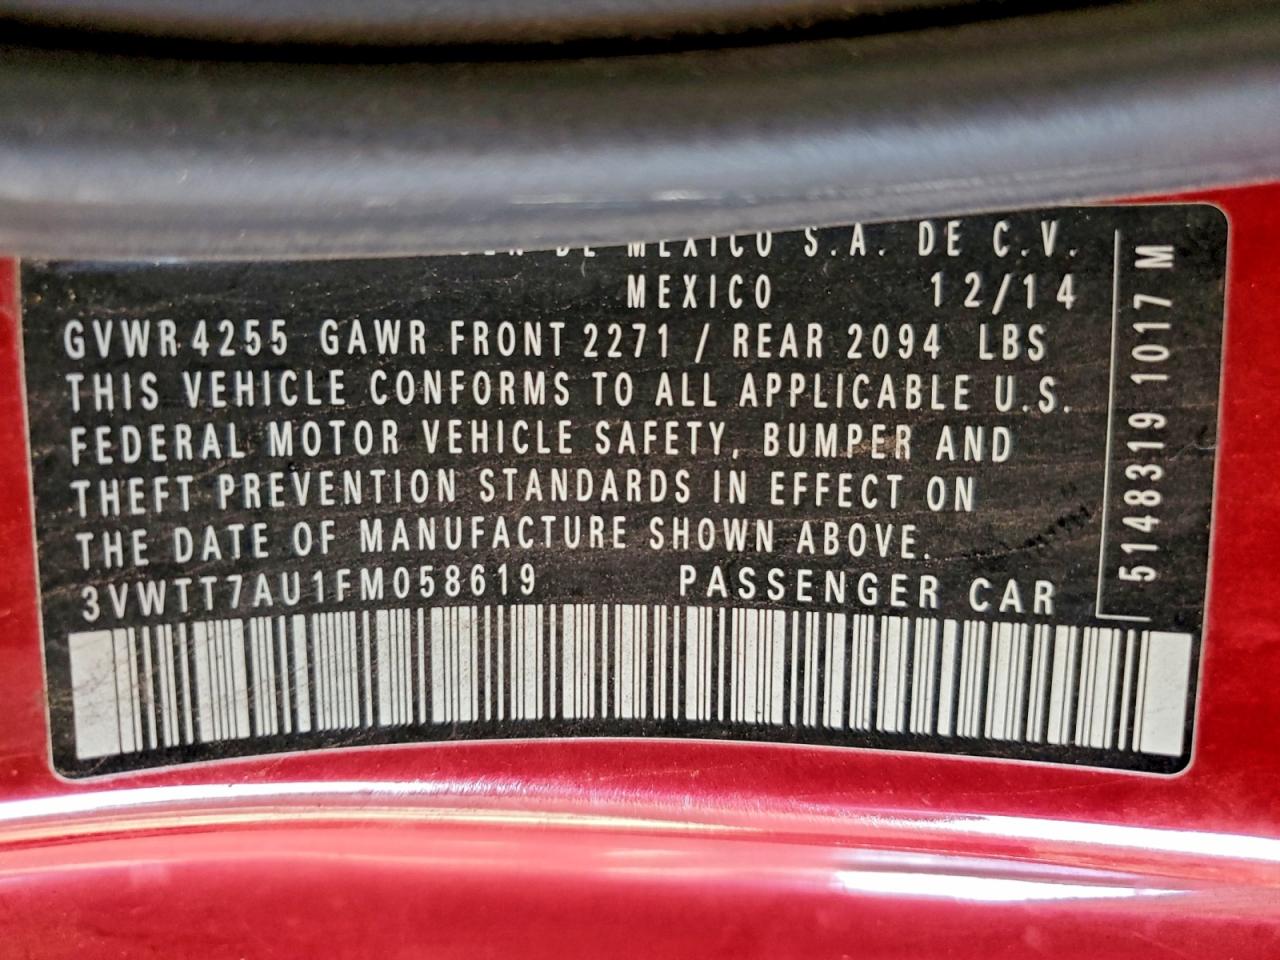 DE MEXICO S.A. DE C.V.
MEXICO 12/14
GVWR 4255 GAWR FRONT 2271 / REAR 2094 LBS
THIS VEHICLE CONFORMS TO ALL APPLICABLE U.S.
FEDERAL MOTOR VEHICLE SAFETY, BUMPER AND
THEFT PREVENTION STANDARDS IN EFFECT ON
THE DATE OF MANUFACTURE SHOWN ABOVE.
3VWTT7AU1FM058619 PASSENGER CAR
5148319 1017 M